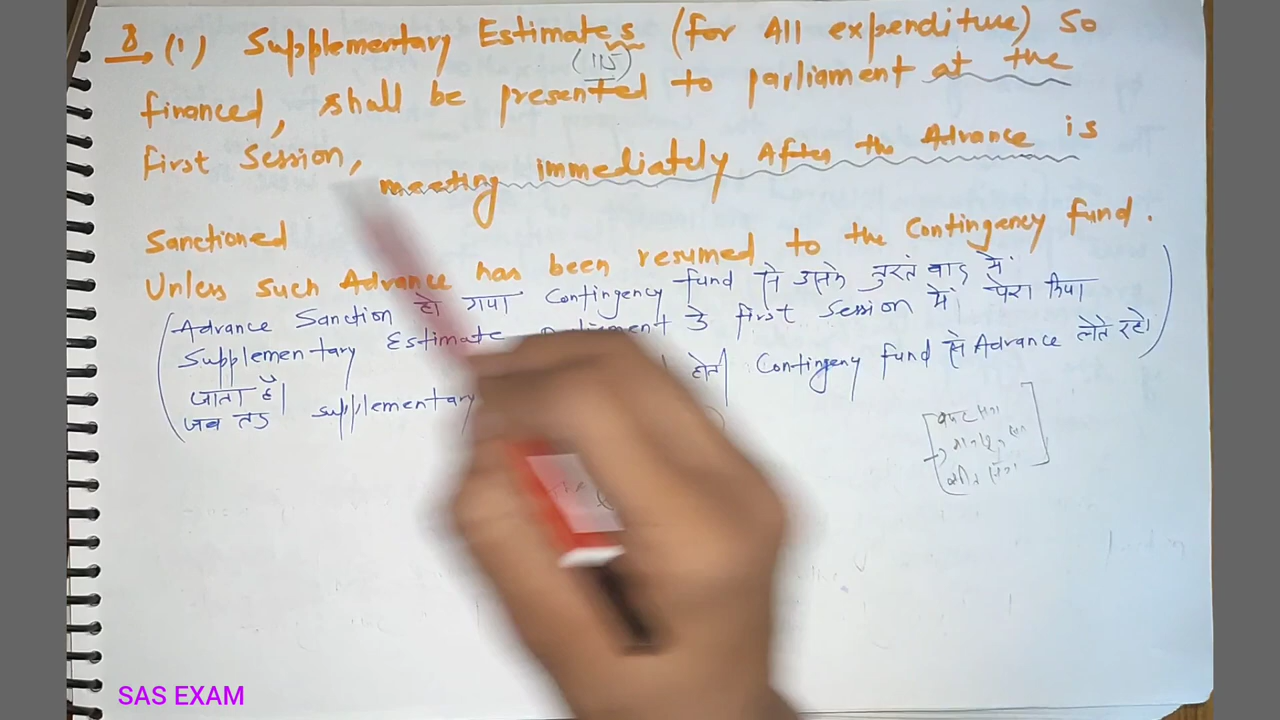 8 → (1) Supplementary Estimates (for All expenditure) So
(15)
financed, shall be presented to parliament at the
first Session, meeting immediately After the Advance is
Sanctioned
Unless such Advance has been resumed to the Contingency fund.
(Advance Sanction हो गया Contingency fund से उसके तुरतं बाद में
Supplementary Estimate के first Session में पेश किया
जाता है।
जब तक supplementary होती Contingency fund से Advance लेते रहे।)
SAS EXAM